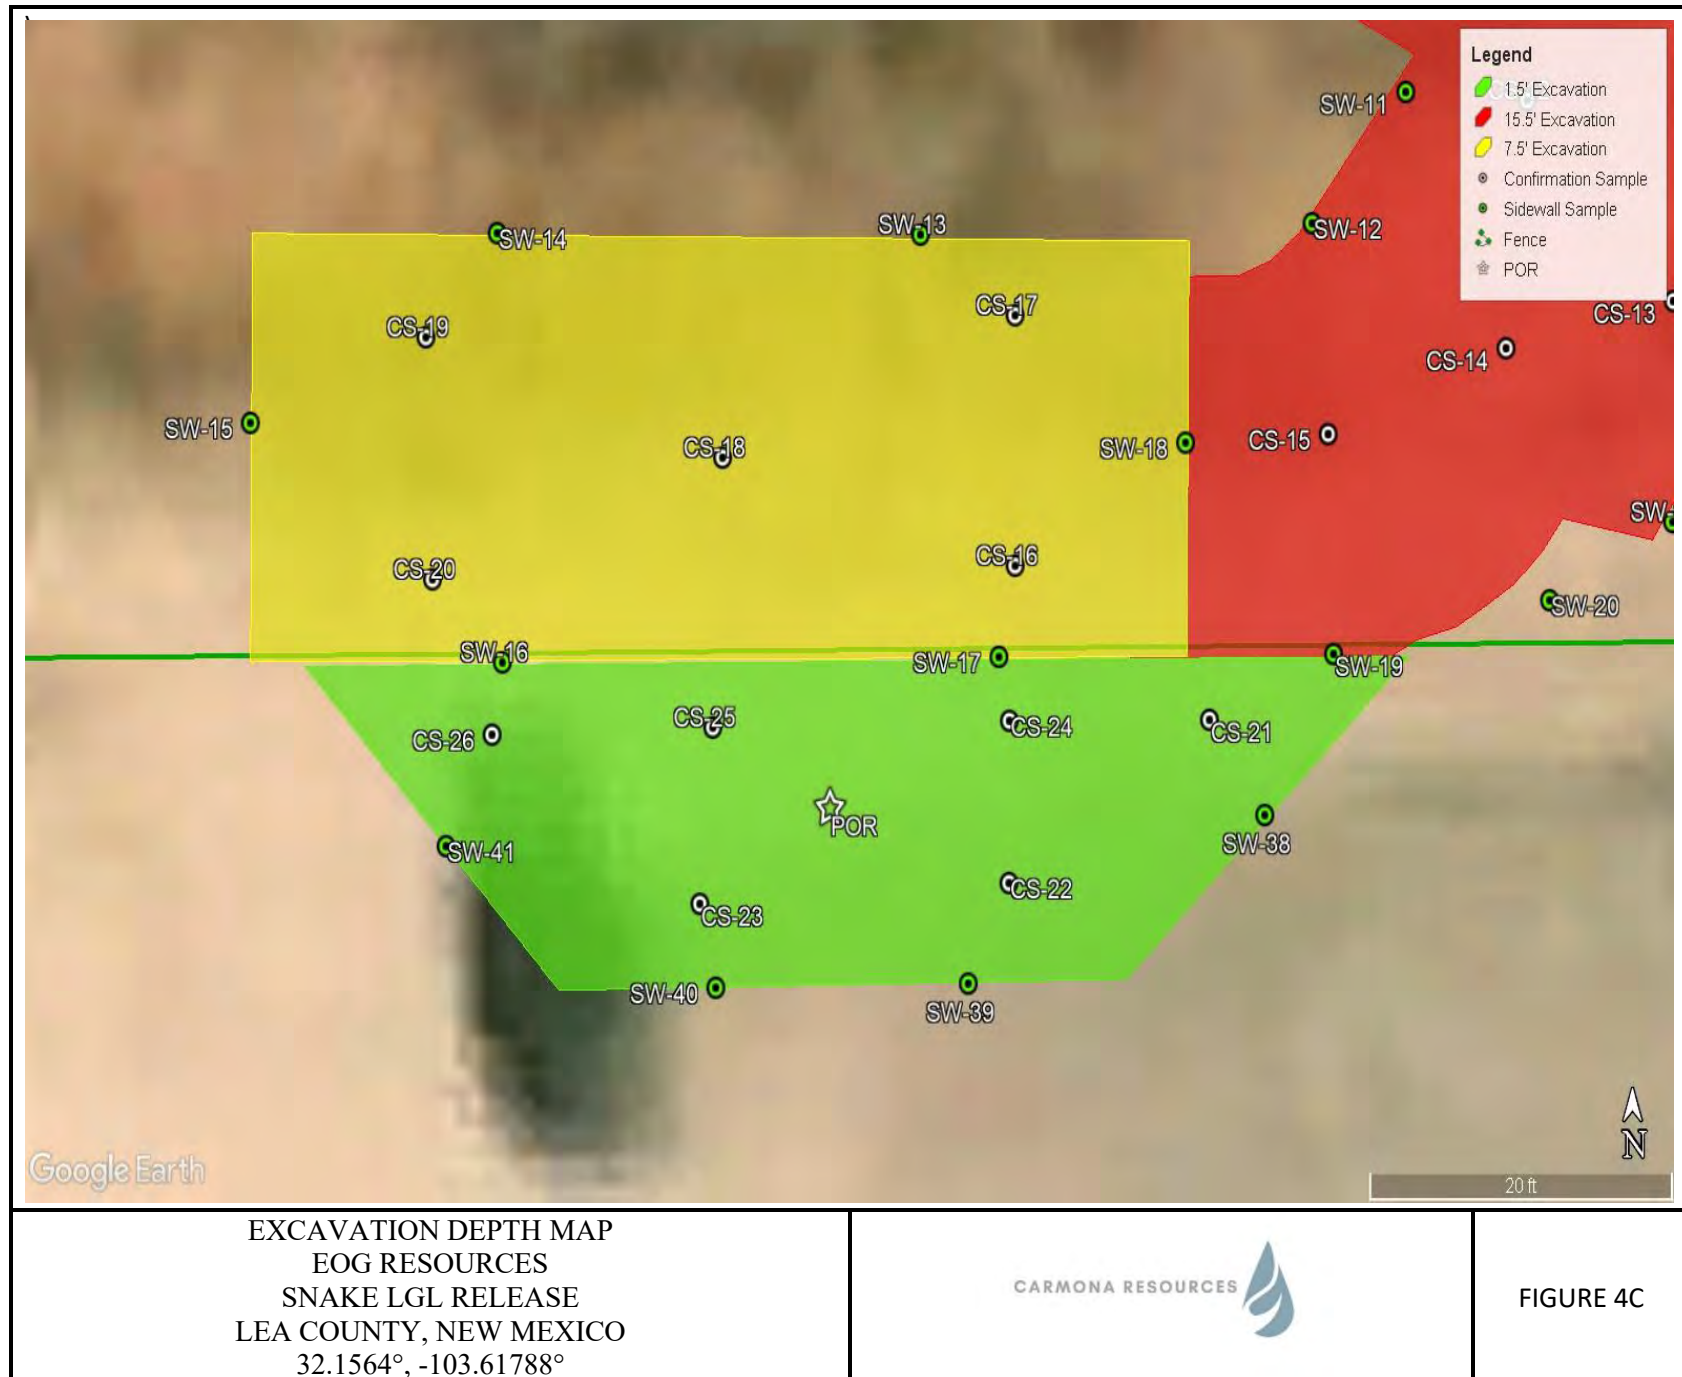 Legend
1.5' Excavation
15.5' Excavation
7.5' Excavation
Confirmation Sample
Sidewall Sample
Fence
POR
SW-11
SW-14
SW-13
SW-12
CS-19
CS-17
CS-13
CS-14
SW-15
CS-18
SW-18
CS-15
SW-
CS-20
CS-16
SW-20
SW-16
SW-17
SW-19
CS-26
CS-25
CS-24
CS-21
POR
SW-41
SW-38
CS-23
CS-22
SW-40
SW-39
N
Google Earth
20 ft
EXCAVATION DEPTH MAP
EOG RESOURCES
SNAKE LGL RELEASE
LEA COUNTY, NEW MEXICO
32.1564°, -103.61788°
CARMONA RESOURCES
FIGURE 4C